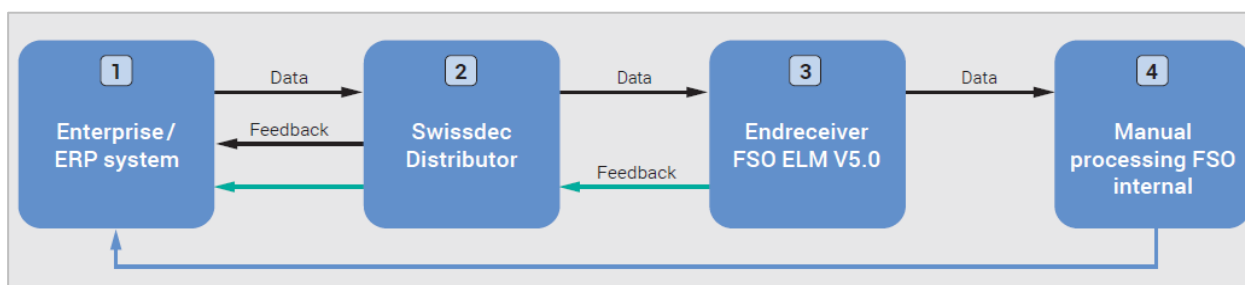 1
Enterprise/
ERP system
Data
Feedback
2
Swissdec
Distributor
Data
Feedback
3
Endreceiver
FSO ELM V5.0
Data
4
Manual
processing FSO
internal